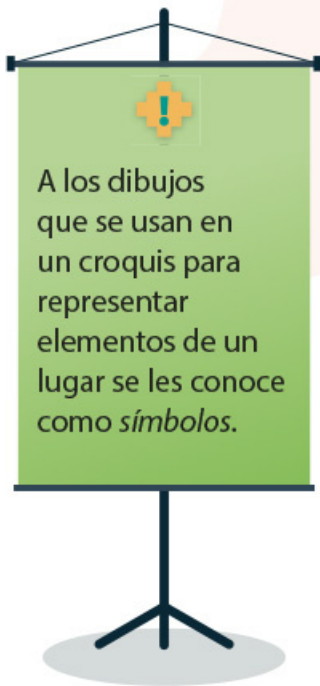 !
A los dibujos
que se usan en
un croquis para
representar
elementos de un
lugar se les conoce
como símbolos.